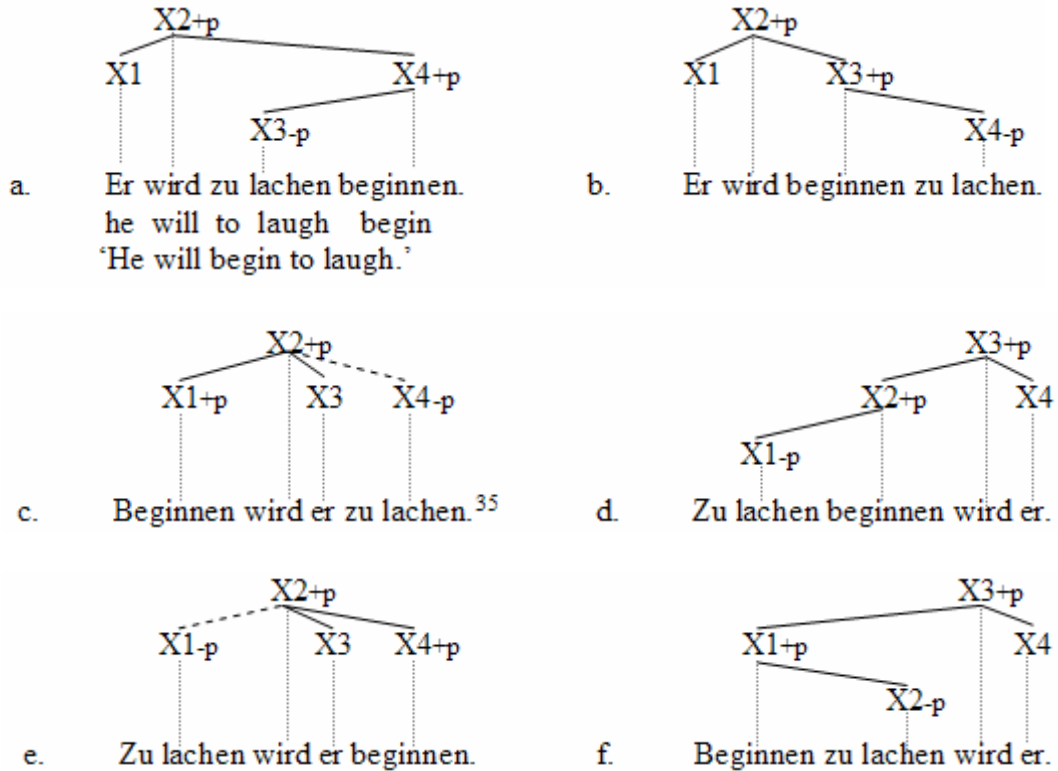 X2+p
X1 X4+p
X3-p
a. Er wird zu lachen beginnen.
he will to laugh begin
‘He will begin to laugh.’
X2+p
X1 X3+p
X4-p
b. Er wird beginnen zu lachen.
X2+p
X1+p X3 X4-p
c. Beginnen wird er zu lachen.35
X3+p
X2+p X4
X1-p
d. Zu lachen beginnen wird er.
X2+p
X1-p X3 X4+p
e. Zu lachen wird er beginnen.
X3+p
X1+p X4
X2-p
f. Beginnen zu lachen wird er.